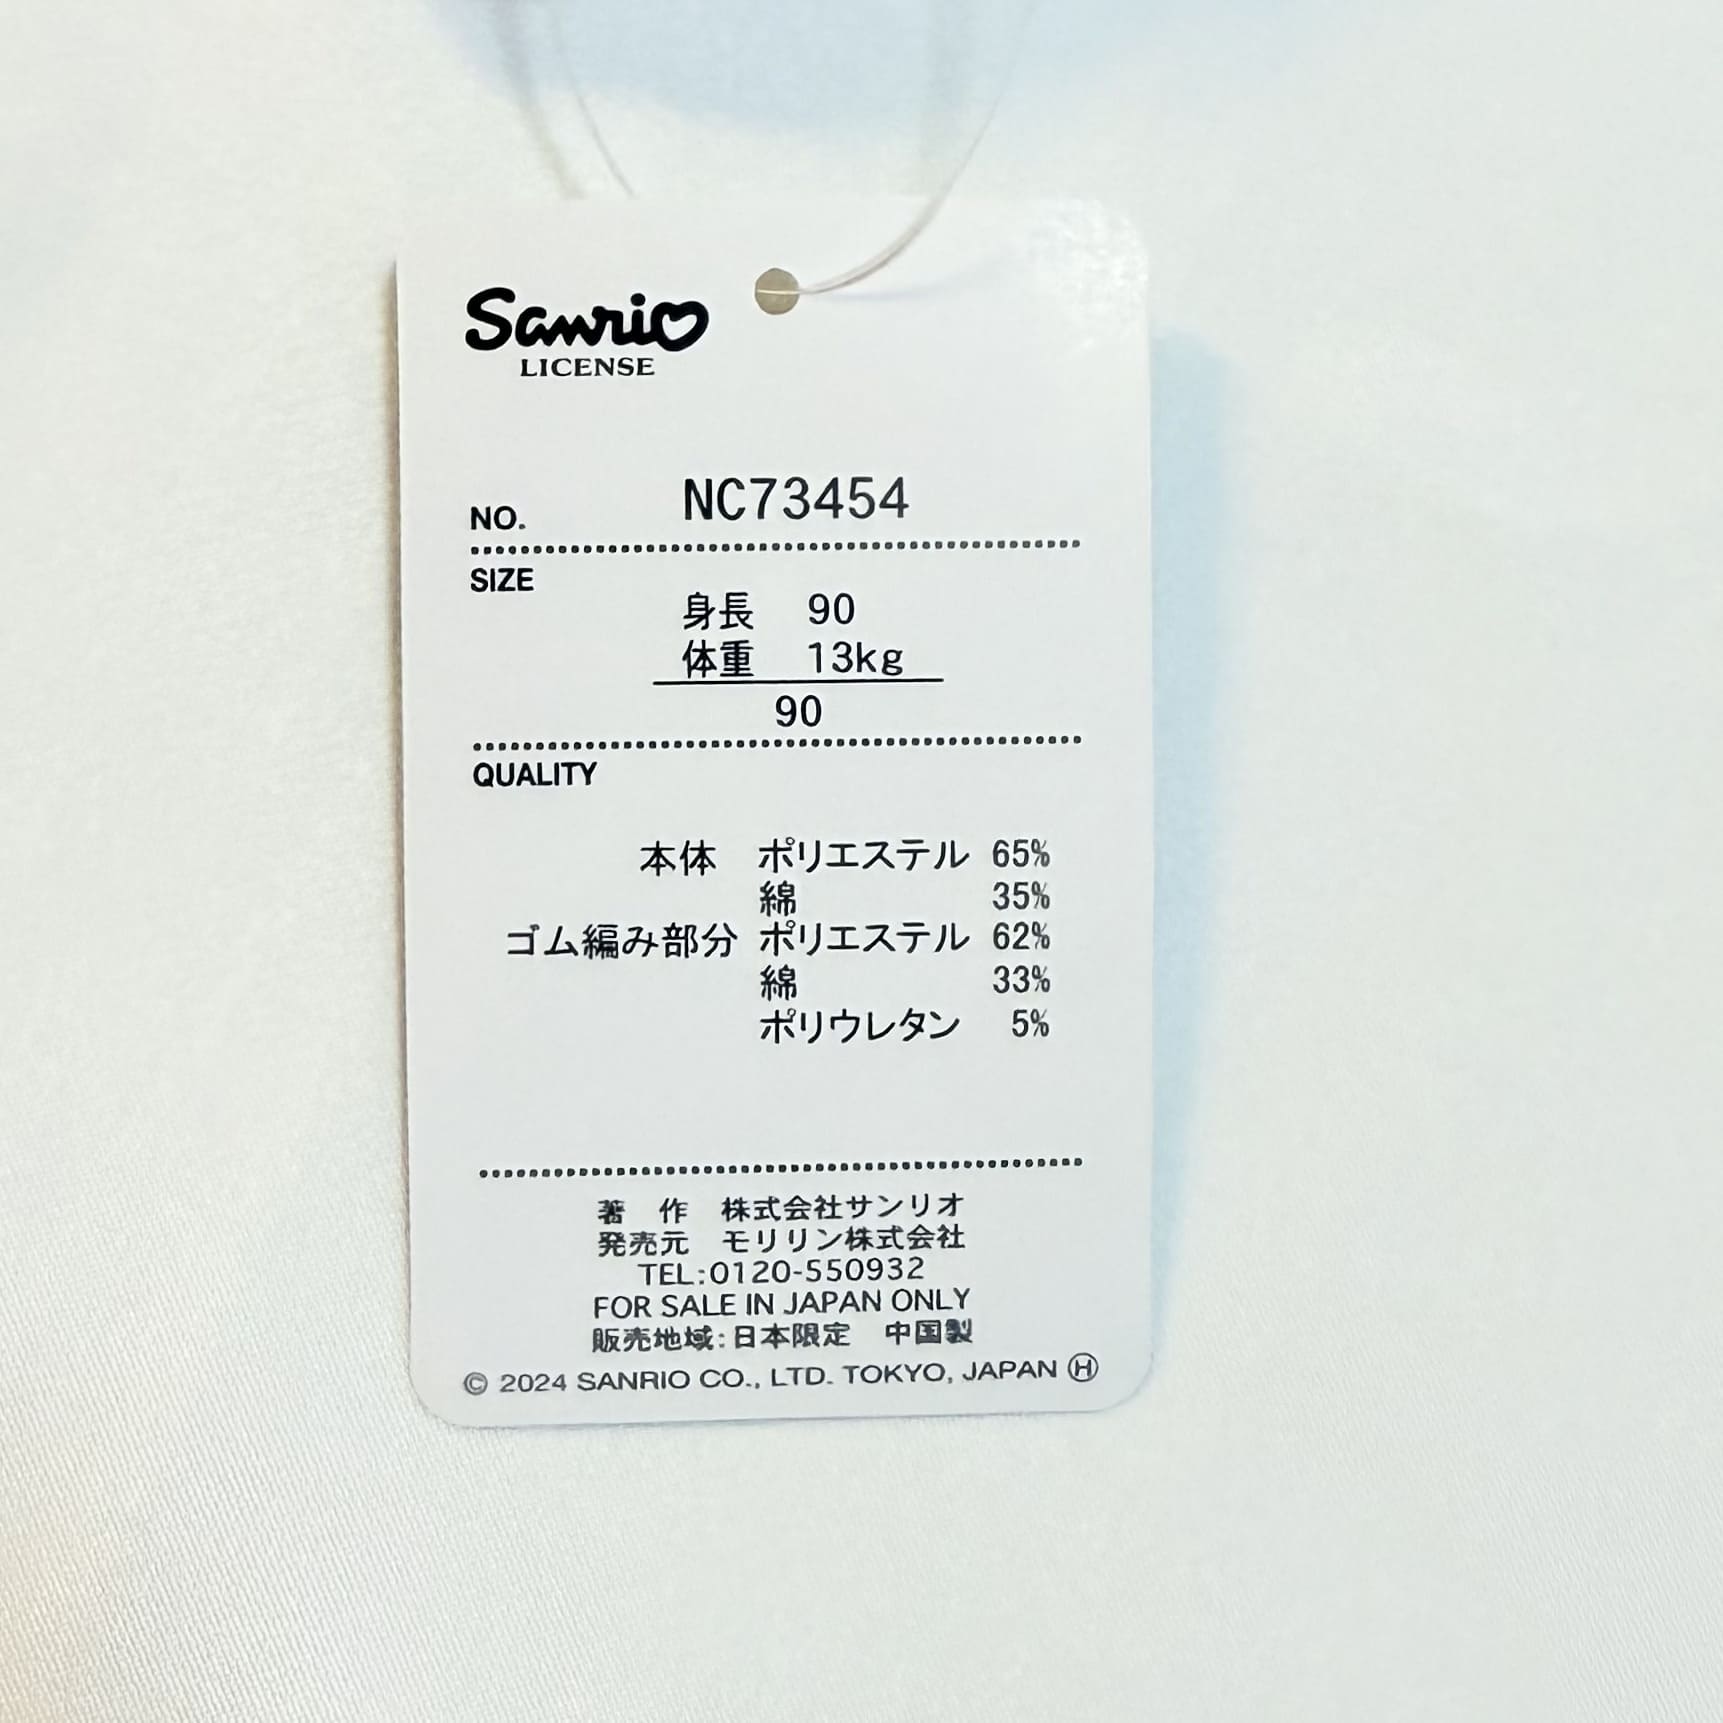 Sanrio
LICENSE
NO. NC73454
SIZE
身長 90
体重 13kg
90
QUALITY
本体 ポリエステル 65%
綿 35%
ゴム編み部分 ポリエステル 62%
綿 33%
ポリウレタン 5%
著 作 株式会社サンリオ
発売元 モリリン株式会社
TEL:0120-550932
FOR SALE IN JAPAN ONLY
販売地域:日本限定 中国製
© 2024 SANRIO CO., LTD. TOKYO, JAPAN Ⓗ